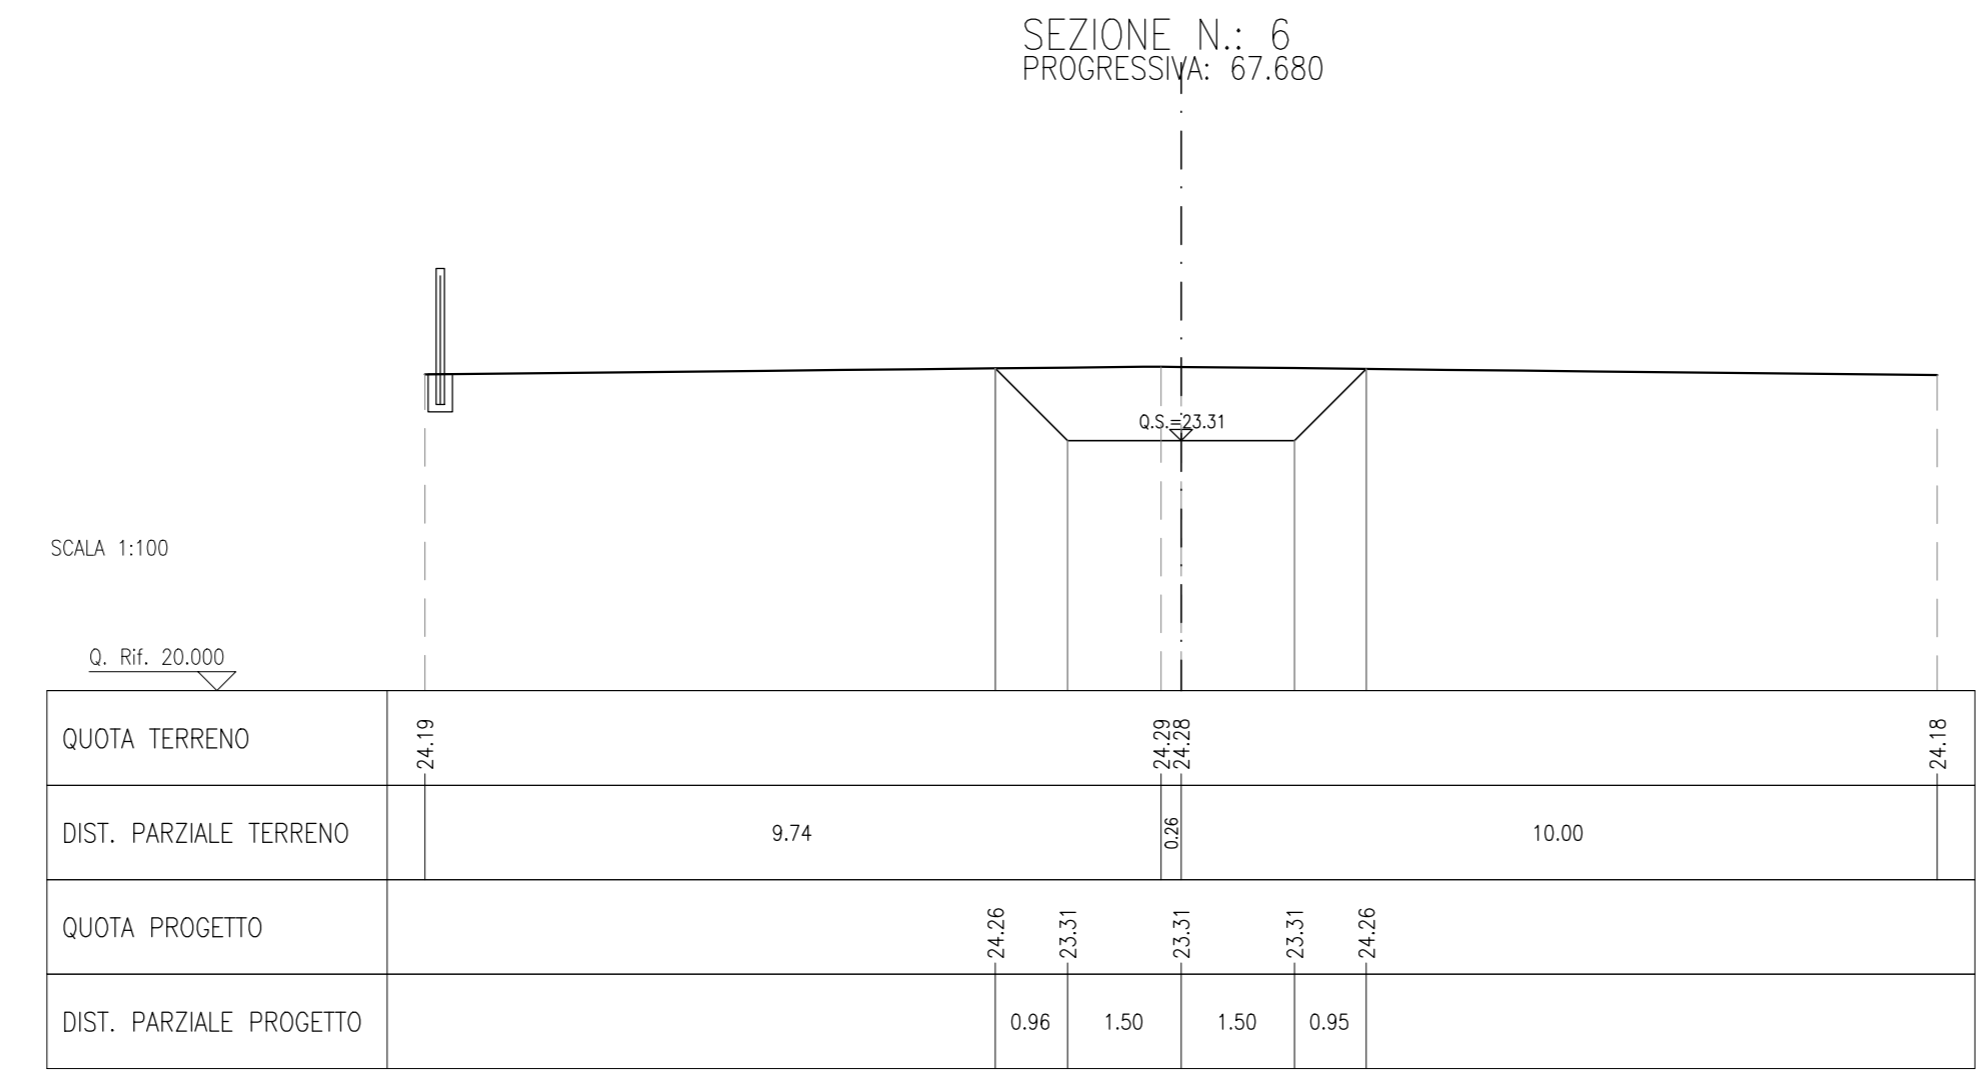 SEZIONE N.: 6
PROGRESSIVA: 67.680
Q.S.=23.31
SCALA 1:100
Q. Rif. 20.000
QUOTA TERRENO 24.19 24.29 24.28 24.18
DIST. PARZIALE TERRENO 9.74 0.26 10.00
QUOTA PROGETTO 24.26 23.31 23.31 23.31 24.26
DIST. PARZIALE PROGETTO 0.96 1.50 1.50 0.95